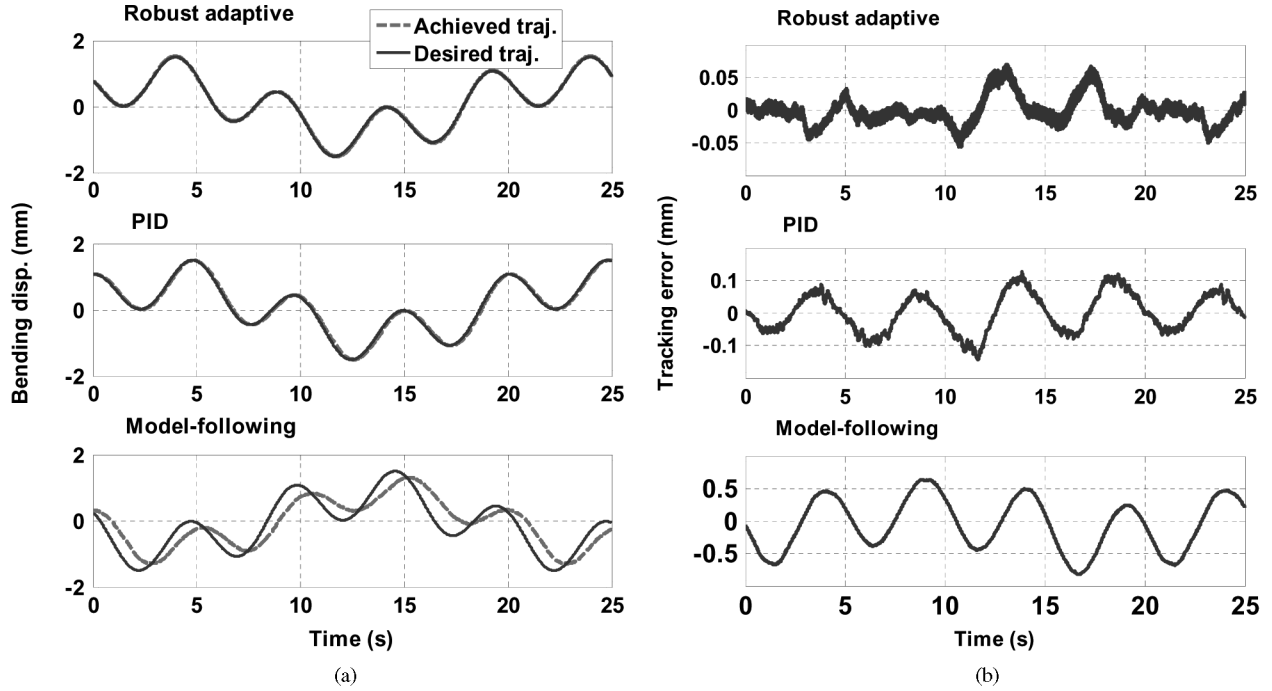 Robust adaptive
Achieved traj.
Desired traj.
2
0
-2
0 5 10 15 20 25
PID
2
0
-2
0 5 10 15 20 25
Model-following
2
0
-2
0 5 10 15 20 25
Bending disp. (mm)
Time (s)
(a)
Robust adaptive
0.05
0
-0.05
0 5 10 15 20 25
PID
0.1
0
-0.1
0 5 10 15 20 25
Model-following
0.5
0
-0.5
0 5 10 15 20 25
Tracking error (mm)
Time (s)
(b)